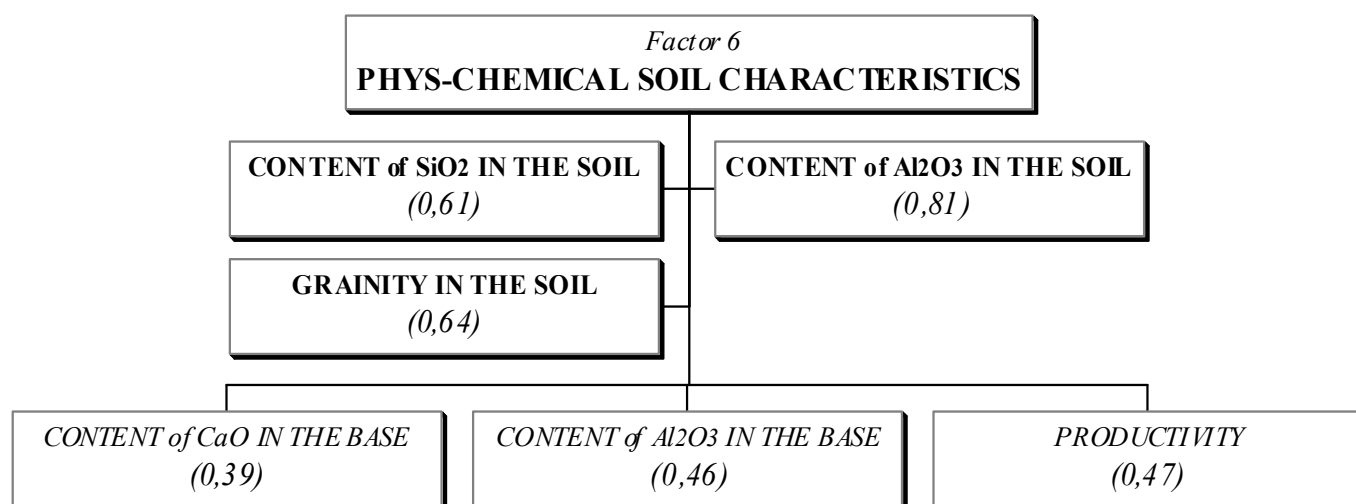 Factor 6
PHYS-CHEMICAL SOIL CHARACTERISTICS
CONTENT of SiO2 IN THE SOIL
(0,61)
CONTENT of Al2O3 IN THE SOIL
(0,81)
GRAINITY IN THE SOIL
(0,64)
CONTENT of CaO IN THE BASE
(0,39)
CONTENT of Al2O3 IN THE BASE
(0,46)
PRODUCTIVITY
(0,47)